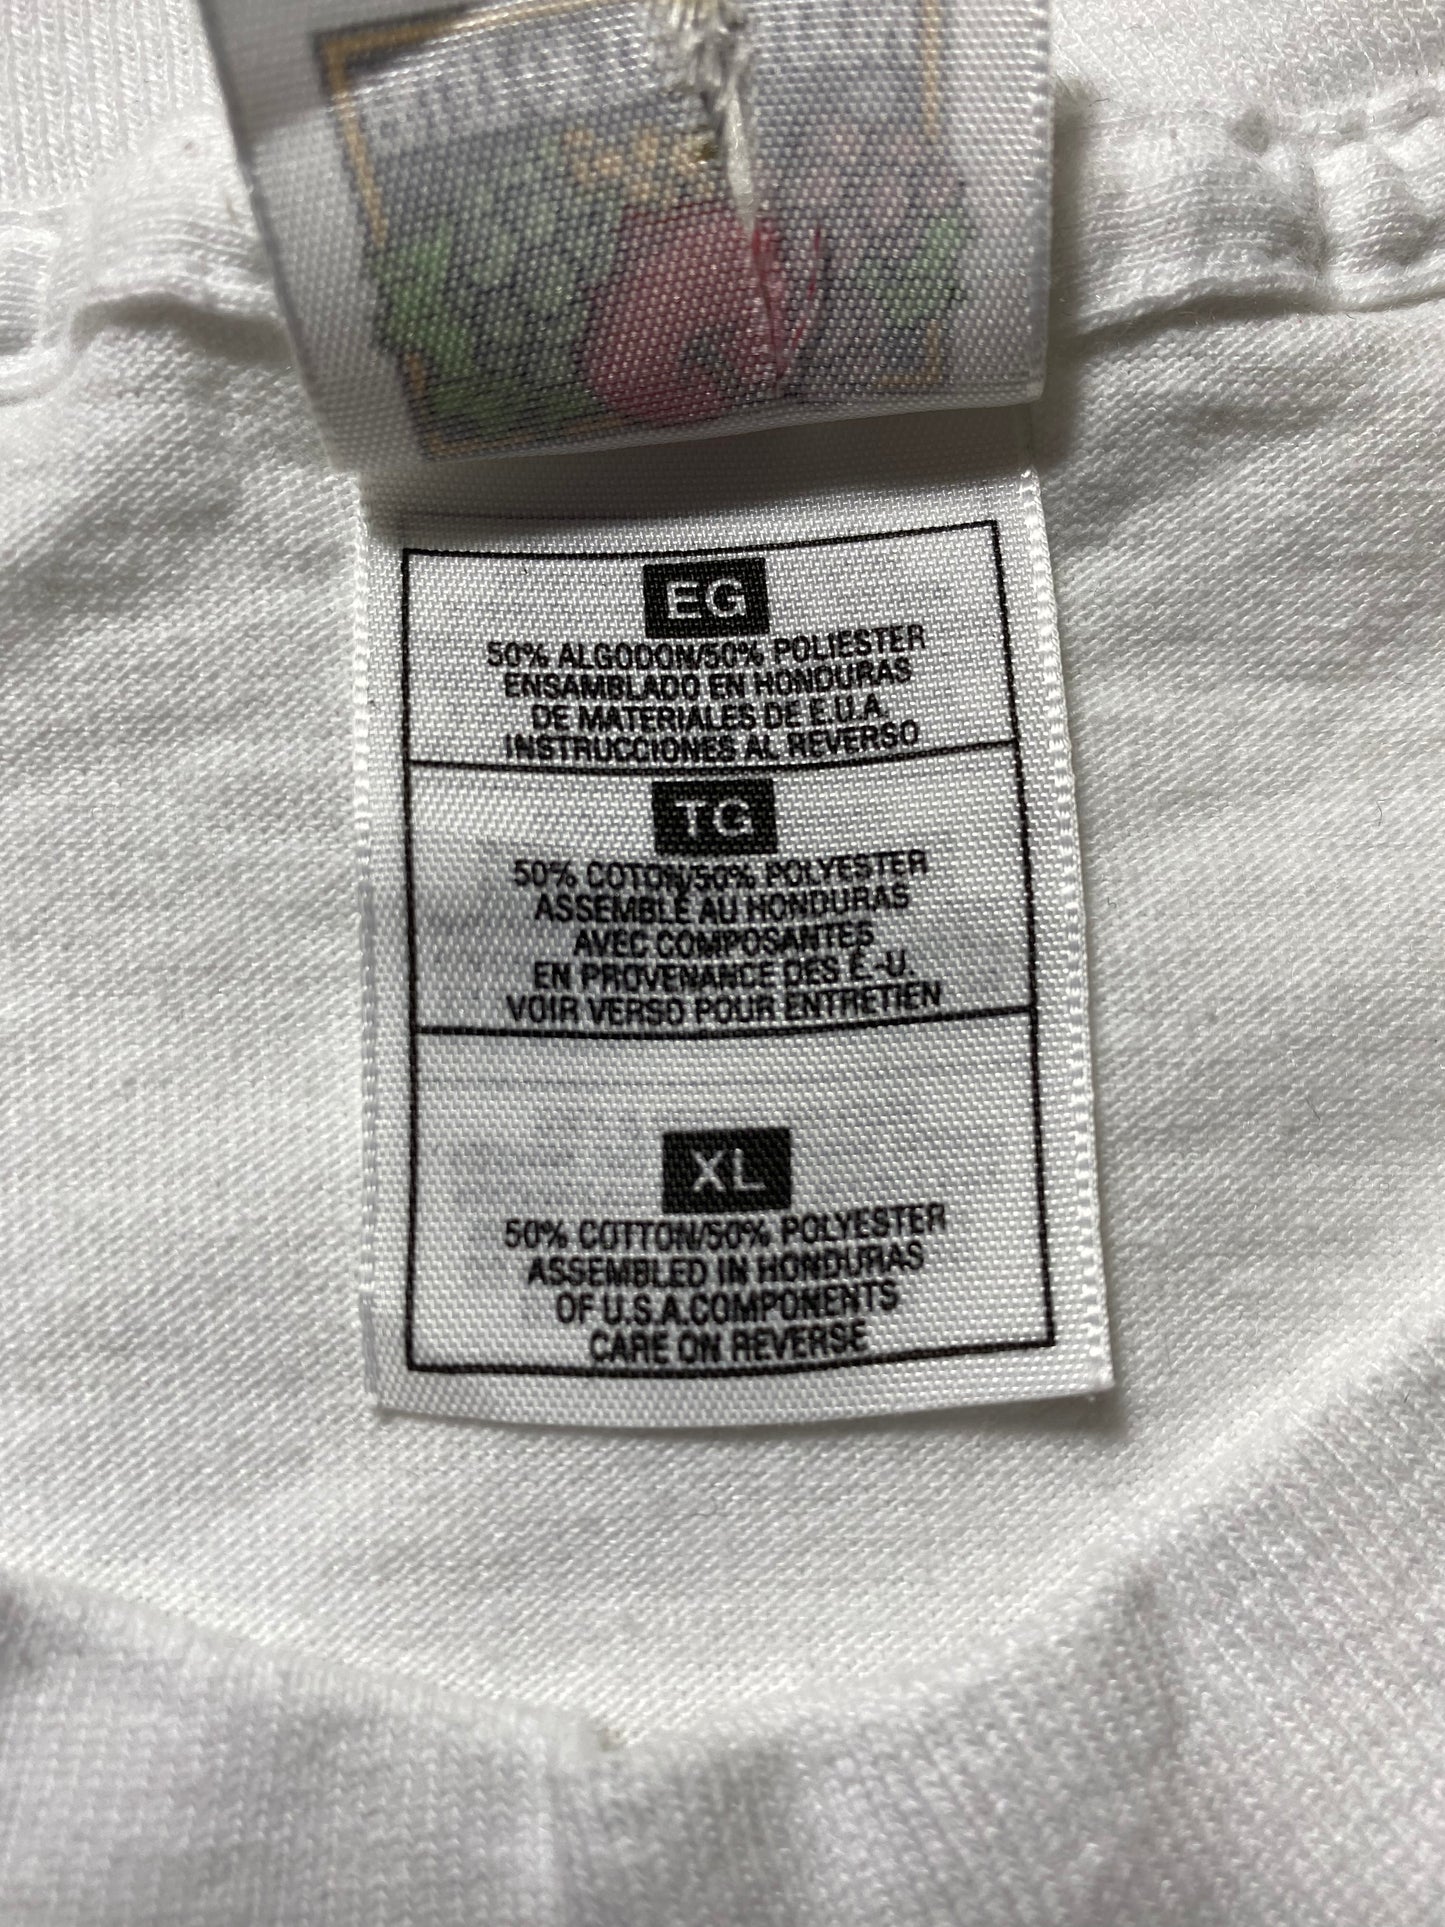 EG
50% ALGODON/50% POLIESTER
ENSAMBLADO EN HONDURAS
DE MATERIALES DE E.U.A.
INSTRUCCIONES AL REVERSO
TG
50% COTON/50% POLYESTER
ASSEMBLÉ AU HONDURAS
AVEC COMPOSANTES
EN PROVENANCE DES É.-U.
VOIR VERSO POUR ENTRETIEN
XL
50% COTTON/50% POLYESTER
ASSEMBLED IN HONDURAS
OF U.S.A.COMPONENTS
CARE ON REVERSE